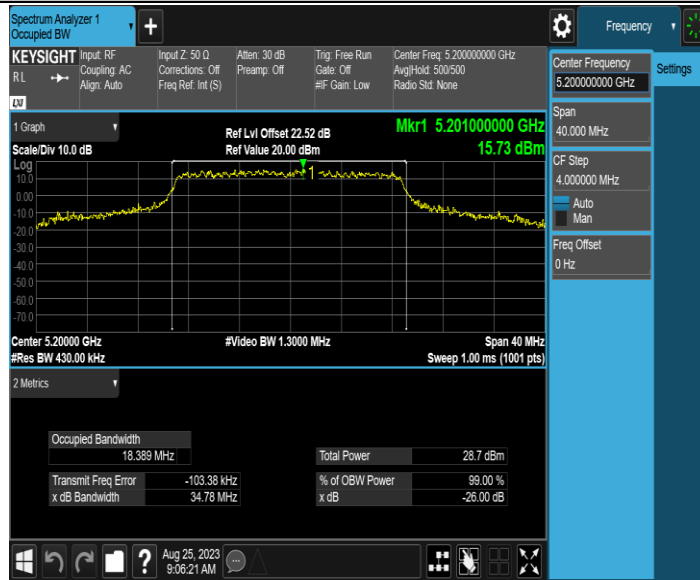 Spectrum Analyzer 1
Occupied BW
+
Frequency
KEYSIGHT
RL
LXI
Input: RF
Coupling: AC
Align: Auto
Input Z: 50 Ω
Corrections: Off
Freq Ref: Int (S)
Atten: 30 dB
Preamp: Off
Trig: Free Run
Gate: Off
#IF Gain: Low
Center Freq: 5.200000000 GHz
Avg|Hold: 500/500
Radio Std: None
Center Frequency
5.200000000 GHz
Settings
Span
40.000 MHz
CF Step
4.000000 MHz
Auto
Man
Freq Offset
0 Hz
1 Graph
Scale/Div 10.0 dB
Ref Lvl Offset 22.52 dB
Ref Value 20.00 dBm
Mkr1 5.201000000 GHz
15.73 dBm
Log
10.0
0.00
-10.0
-20.0
-30.0
-40.0
-50.0
-60.0
-70.0
1
Center 5.20000 GHz
#Video BW 1.3000 MHz
Span 40 MHz
#Res BW 430.00 kHz
Sweep 1.00 ms (1001 pts)
2 Metrics
Occupied Bandwidth
18.389 MHz
Total Power 28.7 dBm
Transmit Freq Error -103.38 kHz
% of OBW Power 99.00 %
x dB Bandwidth 34.78 MHz
x dB -26.00 dB
?
Aug 25, 2023
9:06:21 AM